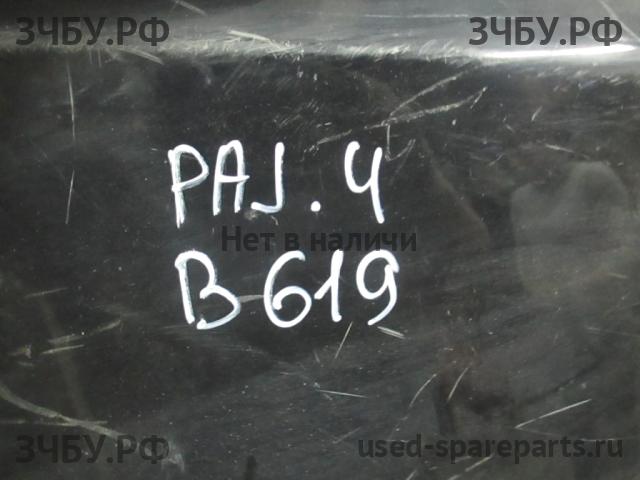 ЗЧБУ.РФ ЗЧБУ.РФ
PAJ. 4
Нет в наличи
B 619
ЗЧБУ.РФ used-spareparts.ru